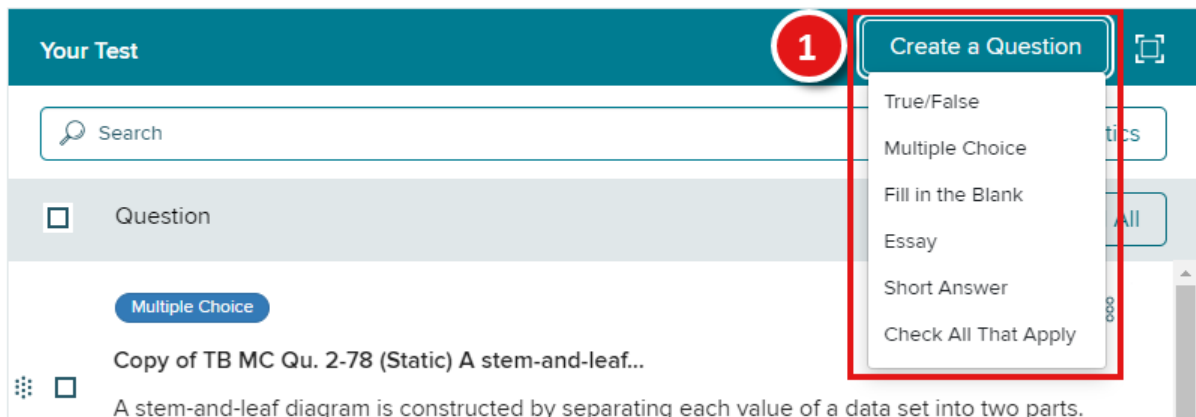 Your Test
1
Create a Question
True/False
Search
tics
Multiple Choice
Fill in the Blank
Question
All
Essay
Short Answer
Multiple Choice
Check All That Apply
Copy of TB MC Qu. 2-78 (Static) A stem-and-leaf...
A stem-and-leaf diagram is constructed by separating each value of a data set into two parts.